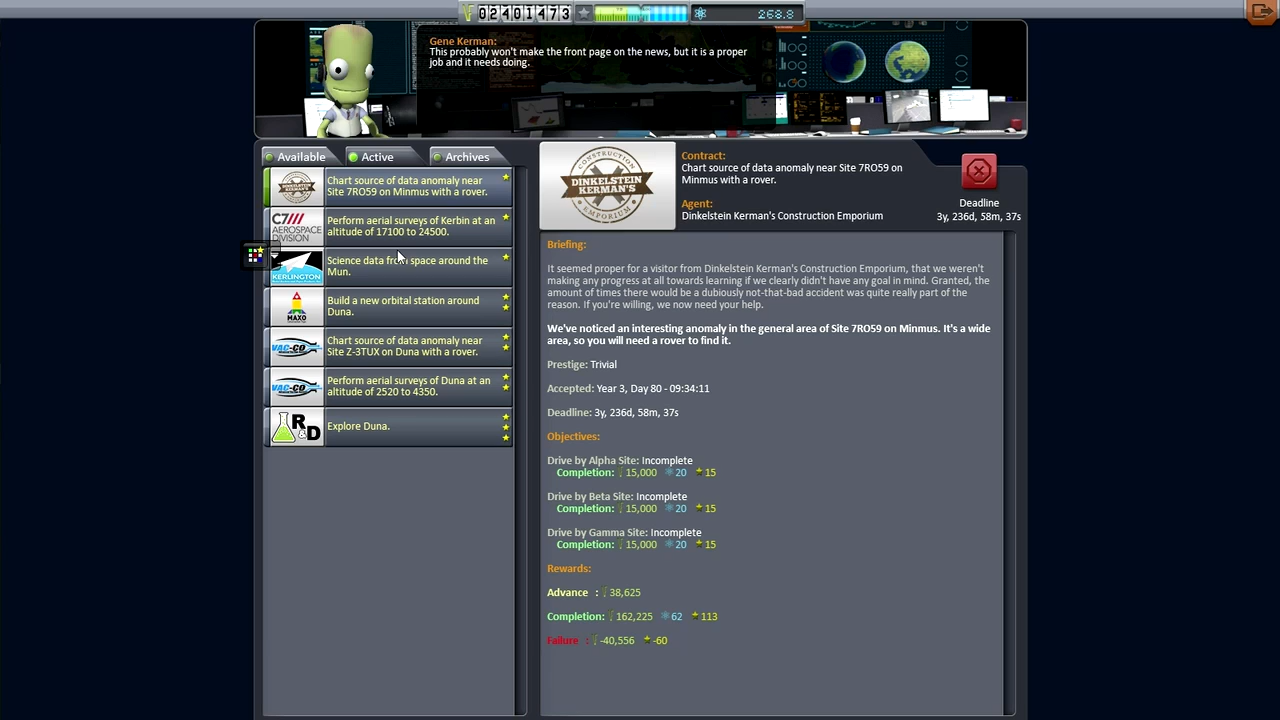 02401473
268.8
Gene Kerman:
This probably won't make the front page on the news, but it is a proper
job and it needs doing.
Available
Active
Archives
Chart source of data anomaly near
Site 7RO59 on Minmus with a rover.
C7///
AEROSPACE
DIVISION
Perform aerial surveys of Kerbin at an
altitude of 17100 to 24500.
KERLINGTON
Science data from space around the
Mun.
MAXO
Build a new orbital station around
Duna.
VAC-CO
Chart source of data anomaly near
Site Z-3TUX on Duna with a rover.
VAC-CO
Perform aerial surveys of Duna at an
altitude of 2520 to 4350.
R&D
Explore Duna.
CONSTRUCTION
DINKELSTEIN
KERMAN'S
EMPORIUM
Contract:
Chart source of data anomaly near Site 7RO59 on
Minmus with a rover.
Agent:
Dinkelstein Kerman's Construction Emporium
Deadline
3y, 236d, 58m, 37s
Briefing:
It seemed proper for a visitor from Dinkelstein Kerman's Construction Emporium, that we weren't
making any progress at all towards learning if we clearly didn't have any goal in mind. Granted, the
amount of times there would be a dubiously not-that-bad accident was quite really part of the
reason. If you're willing, we now need your help.
We've noticed an interesting anomaly in the general area of Site 7RO59 on Minmus. It's a wide
area, so you will need a rover to find it.
Prestige: Trivial
Accepted: Year 3, Day 80 - 09:34:11
Deadline: 3y, 236d, 58m, 37s
Objectives:
Drive by Alpha Site: Incomplete
Completion: 15,000 20 15
Drive by Beta Site: Incomplete
Completion: 15,000 20 15
Drive by Gamma Site: Incomplete
Completion: 15,000 20 15
Rewards:
Advance : 38,625
Completion: 162,225 62 113
Failure : -40,556 -60